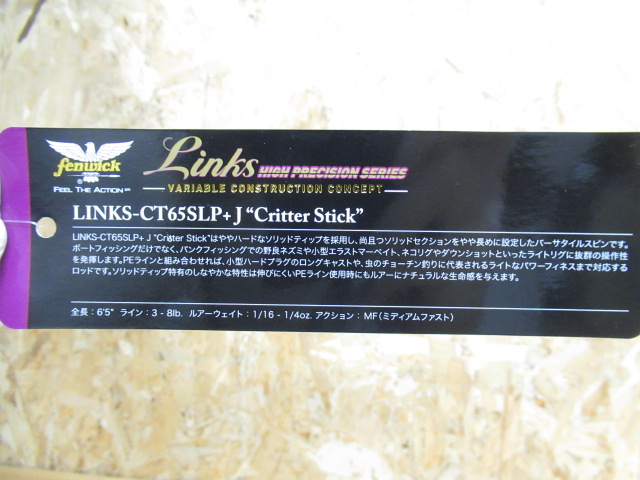 fenwick
®
FEEL THE ACTION SM
Links HIGH PRECISION SERIES
VARIABLE CONSTRUCTION CONCEPT
LINKS-CT65SLP+ J “Critter Stick”
LINKS-CT65SLP+ J “Critter Stick”はややハードなソリッドティップを採用し、尚且つソリッドセクションをやや長めに設定したバーサタイルスピンです。
ボートフィッシングだけでなく、バンクフィッシングでの野良ネズミや小型エラストマーベイト、ネコリグやダウンショットといったライトリグに抜群の操作性
を発揮します。PEラインと組み合わせれば、小型ハードプラグのロングキャストや、虫のチョーチン釣りに代表されるライトなパワーフィネスまで対応する
ロッドです。ソリッドティップ特有のしなやかな特性は伸びにくいPEライン使用時にもルアーにナチュラルな生命感を与えます。
全長：6'5" ライン：3 - 8lb. ルアーウェイト：1/16 - 1/4oz. アクション：MF(ミディアムファスト)